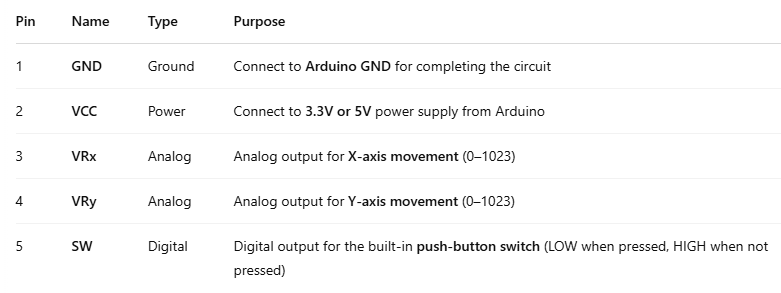 Pin Name Type Purpose
1 GND Ground Connect to Arduino GND for completing the circuit
2 VCC Power Connect to 3.3V or 5V power supply from Arduino
3 VRx Analog Analog output for X-axis movement (0–1023)
4 VRy Analog Analog output for Y-axis movement (0–1023)
5 SW Digital Digital output for the built-in push-button switch (LOW when pressed, HIGH when not
pressed)